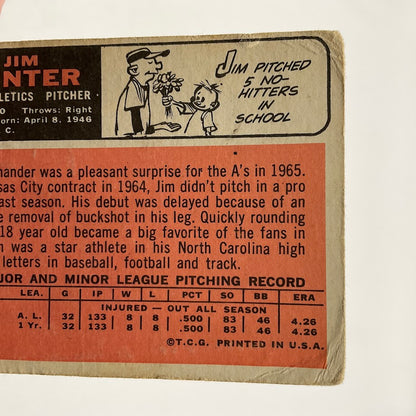 JIM
NTER
LETICS PITCHER
0 Throws: Right
orn: April 8, 1946
C.
JIM PITCHED
5 NO-
HITTERS
IN
SCHOOL
hander was a pleasant surprise for the A's in 1965.
sas City contract in 1964, Jim didn't pitch in a pro
ast season. His debut was delayed because of an
e removal of buckshot in his leg. Quickly rounding
18 year old became a big favorite of the fans in
n was a star athlete in his North Carolina high
letters in baseball, football and track.
JOR AND MINOR LEAGUE PITCHING RECORD
LEA. G IP W L PCT SO BB ERA
INJURED—OUT ALL SEASON
A. L. 32 133 8 8 .500 83 46 4.26
1 Yr. 32 133 8 8 .500 83 46 4.26
©T.C.G. PRINTED IN U.S.A.